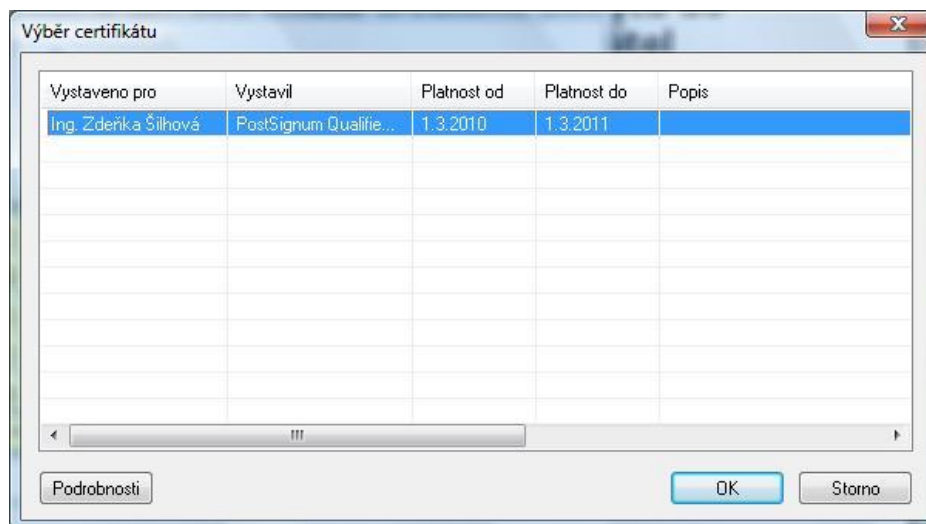 Výběr certifikátu
Vystaveno pro Vystavil Platnost od Platnost do Popis
Ing. Zdeňka Šilhová PostSignum Qualifie... 1.3.2010 1.3.2011
Podrobnosti OK Storno